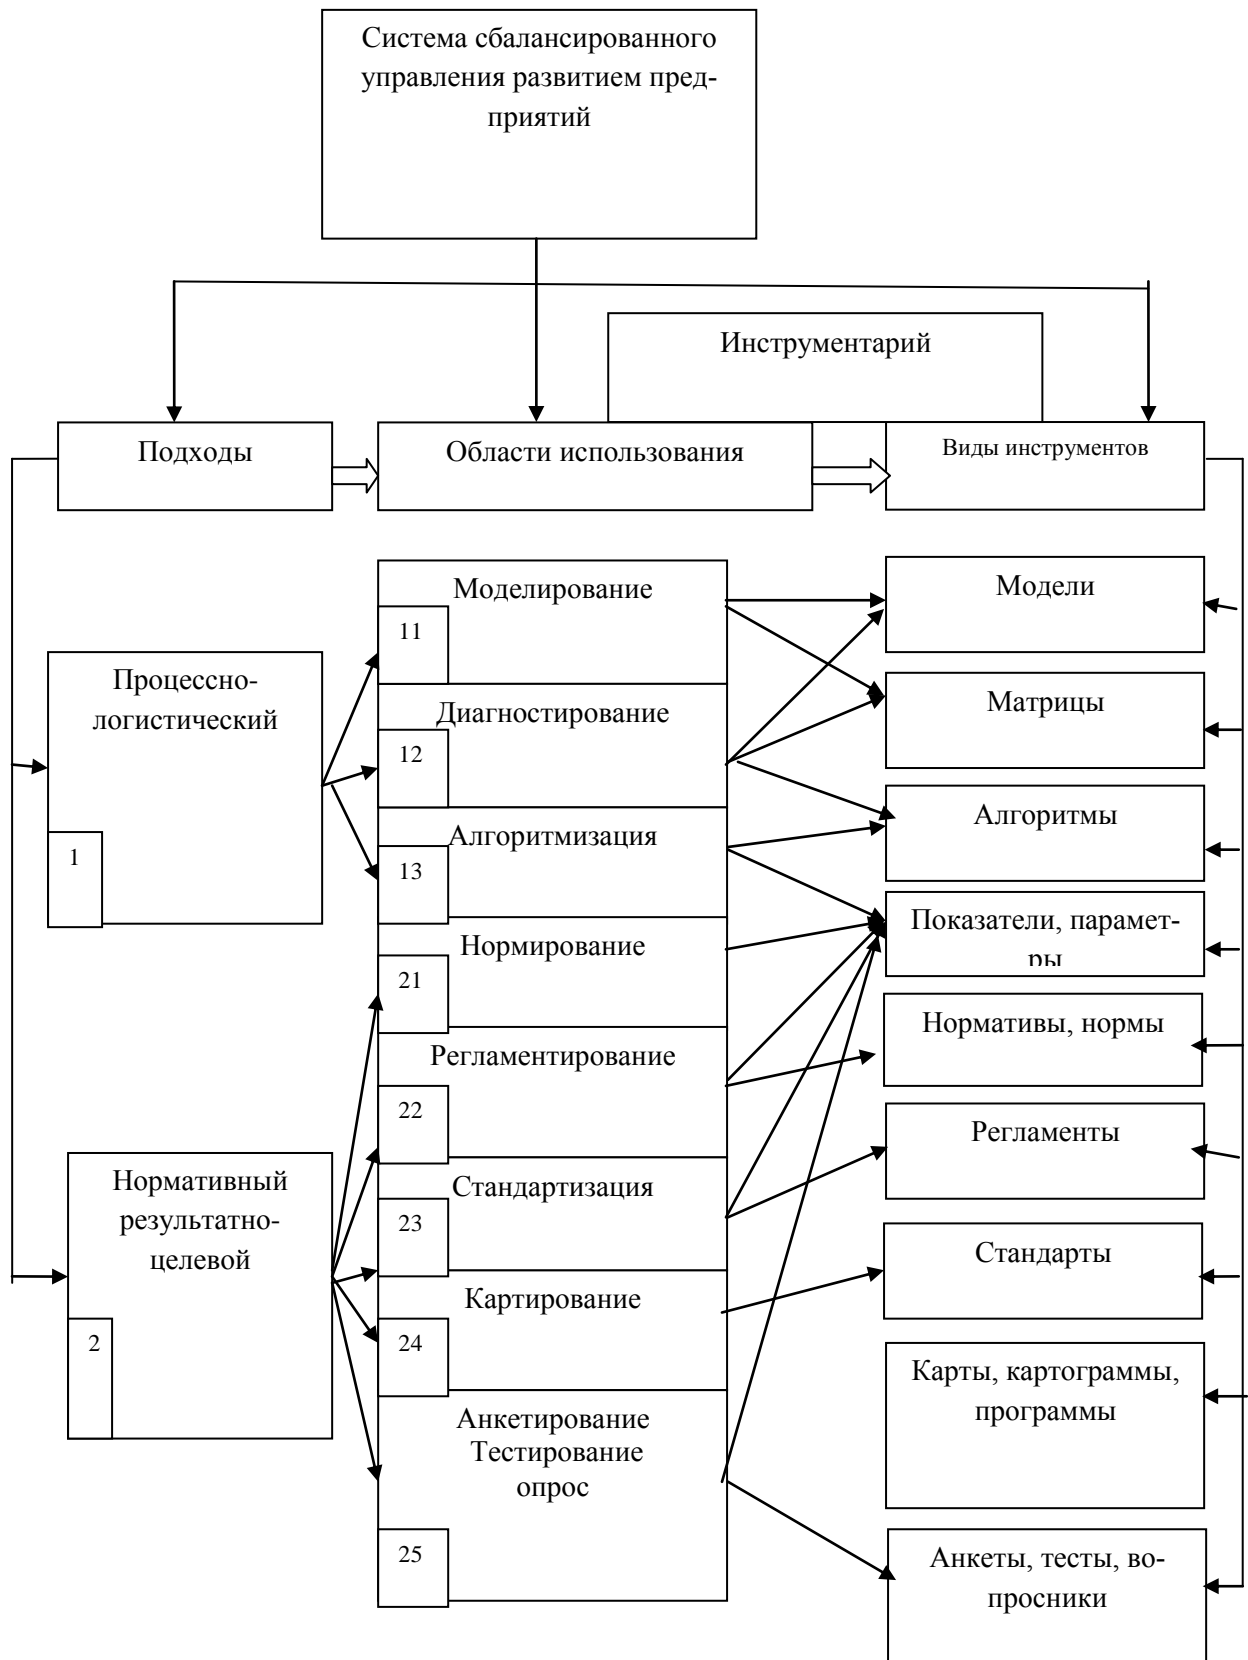 Система сбалансированного
управления развитием пред-
приятий
Инструментарий
Подходы
Области использования
Виды инструментов
Процессно-
логистический
1
Нормативный
результатно-
целевой
2
Моделирование
11
Диагностирование
12
Алгоритмизация
13
Нормирование
21
Регламентирование
22
Стандартизация
23
Картирование
24
Анкетирование
Тестирование
опрос
25
Модели
Матрицы
Алгоритмы
Показатели, парамет-
ры
Нормативы, нормы
Регламенты
Стандарты
Карты, картограммы,
программы
Анкеты, тесты, во-
просники